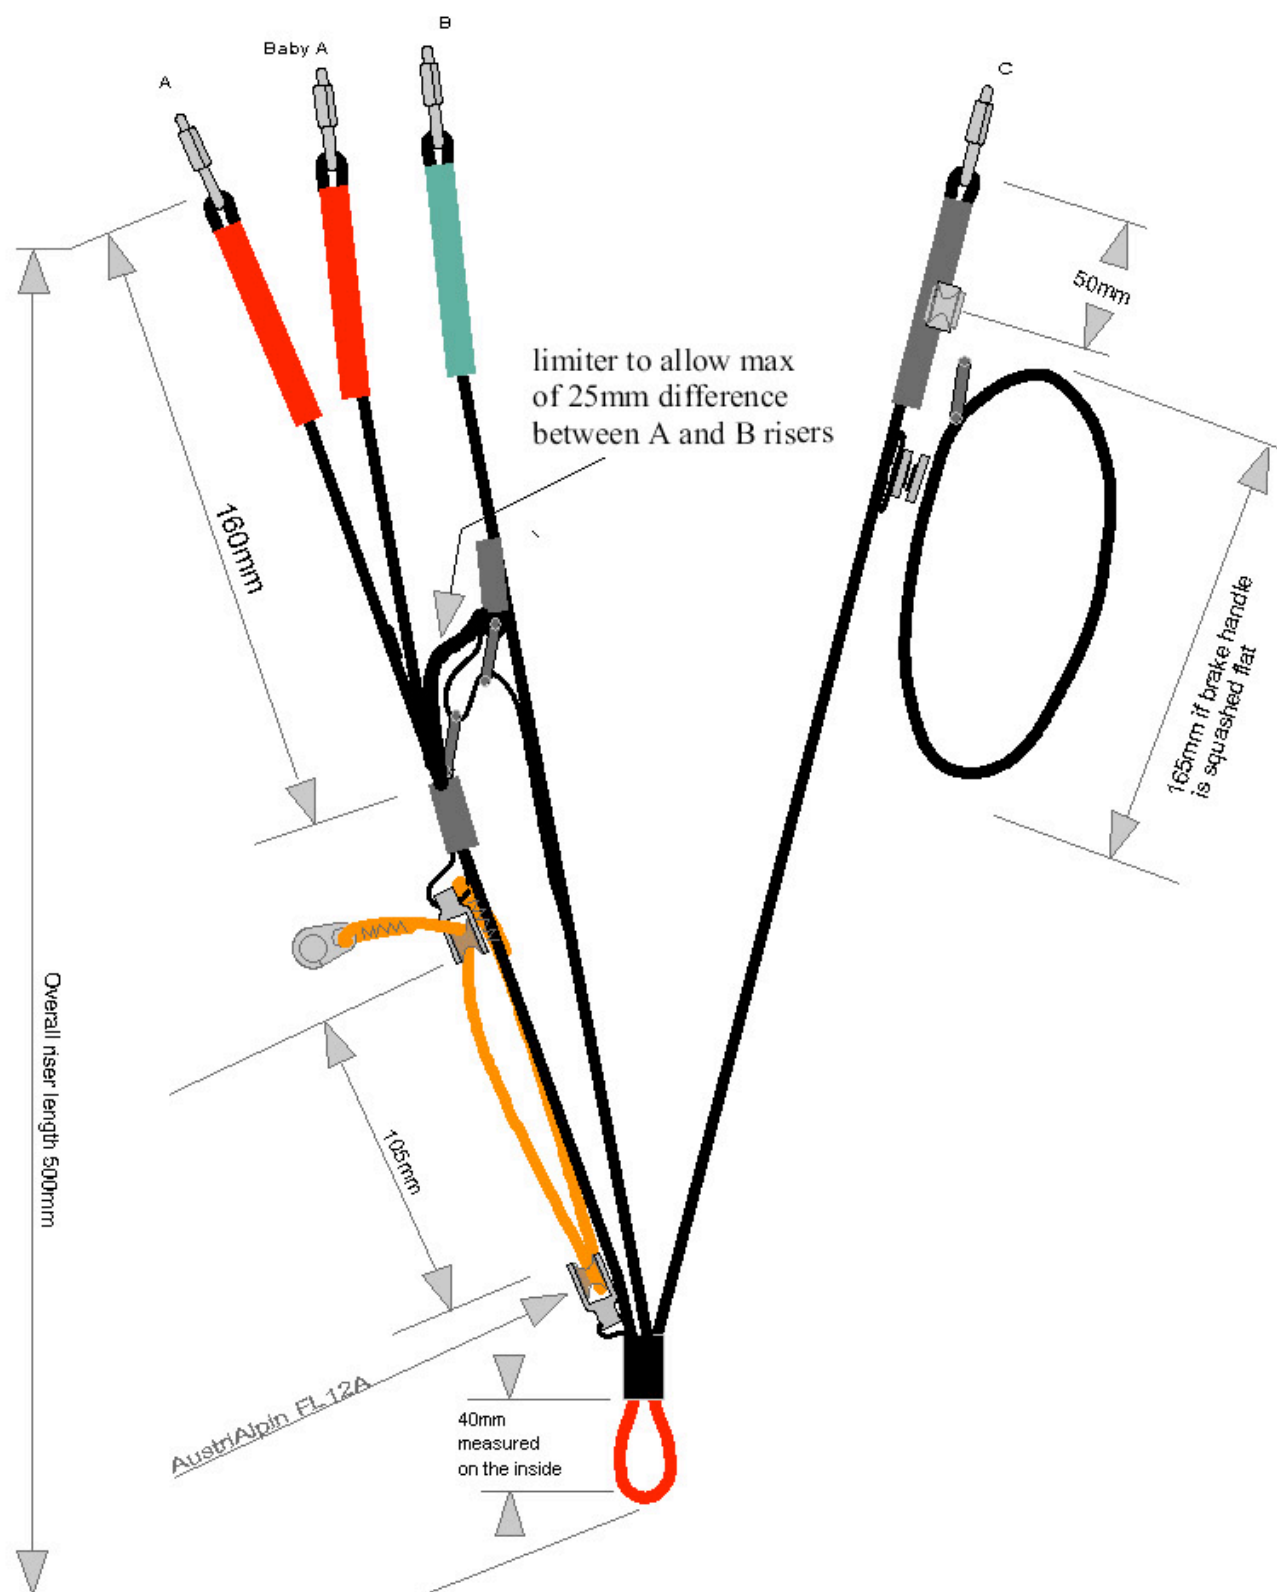 B
Baby A
A
C
50mm
limiter to allow max
of 25mm difference
between A and B risers
160mm
165mm if brake handle
is squashed flat
Overall riser length 500mm
105mm
AustriAlpin FL12A
40mm
measured
on the inside